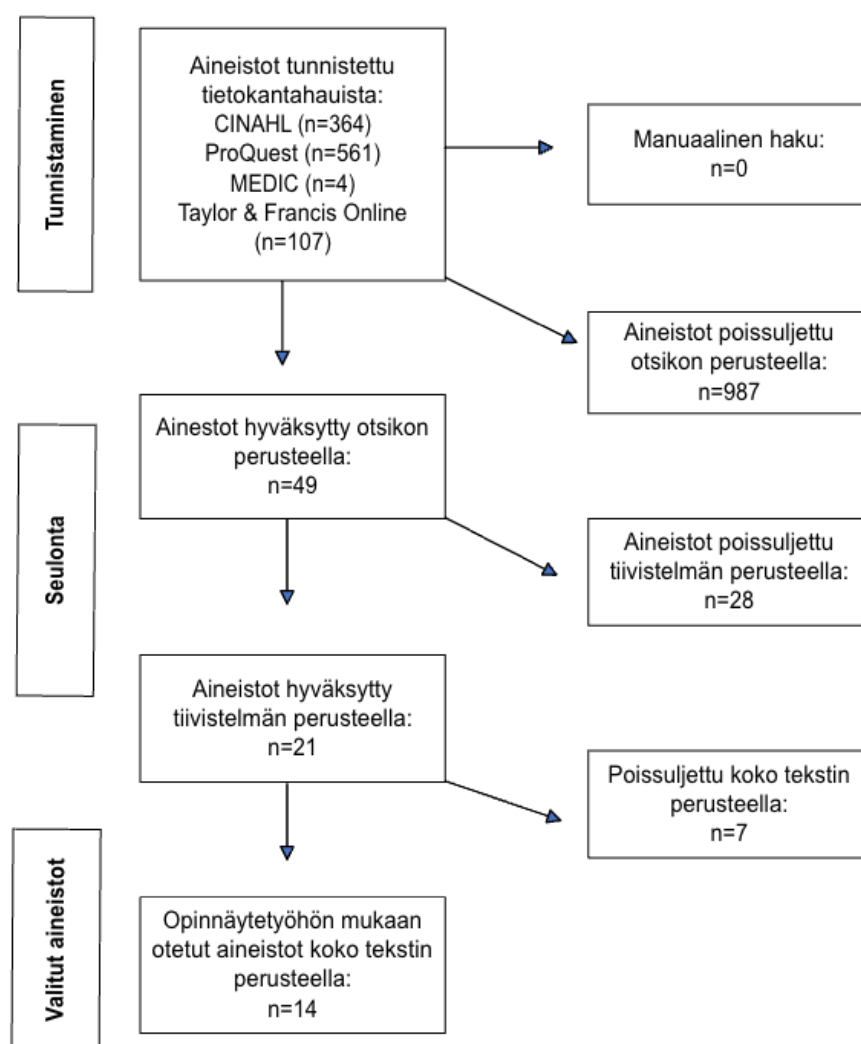 Tunnistaminen
Aineistot tunnistettu
tietokantahauista:
CINAHL (n=364)
ProQuest (n=561)
MEDIC (n=4)
Taylor & Francis Online
(n=107)
Manuaalinen haku:
n=0
Aineistot poissuljettu
otsikon perusteella:
n=987
Seulonta
Ainestot hyväksytty otsikon
perusteella:
n=49
Aineistot poissuljettu
tiivistelmän perusteella:
n=28
Aineistot hyväksytty
tiivistelmän perusteella:
n=21
Poissuljettu koko tekstin
perusteella:
n=7
Valitut aineistot
Opinnäytetyöhön mukaan
otetut aineistot koko tekstin
perusteella:
n=14